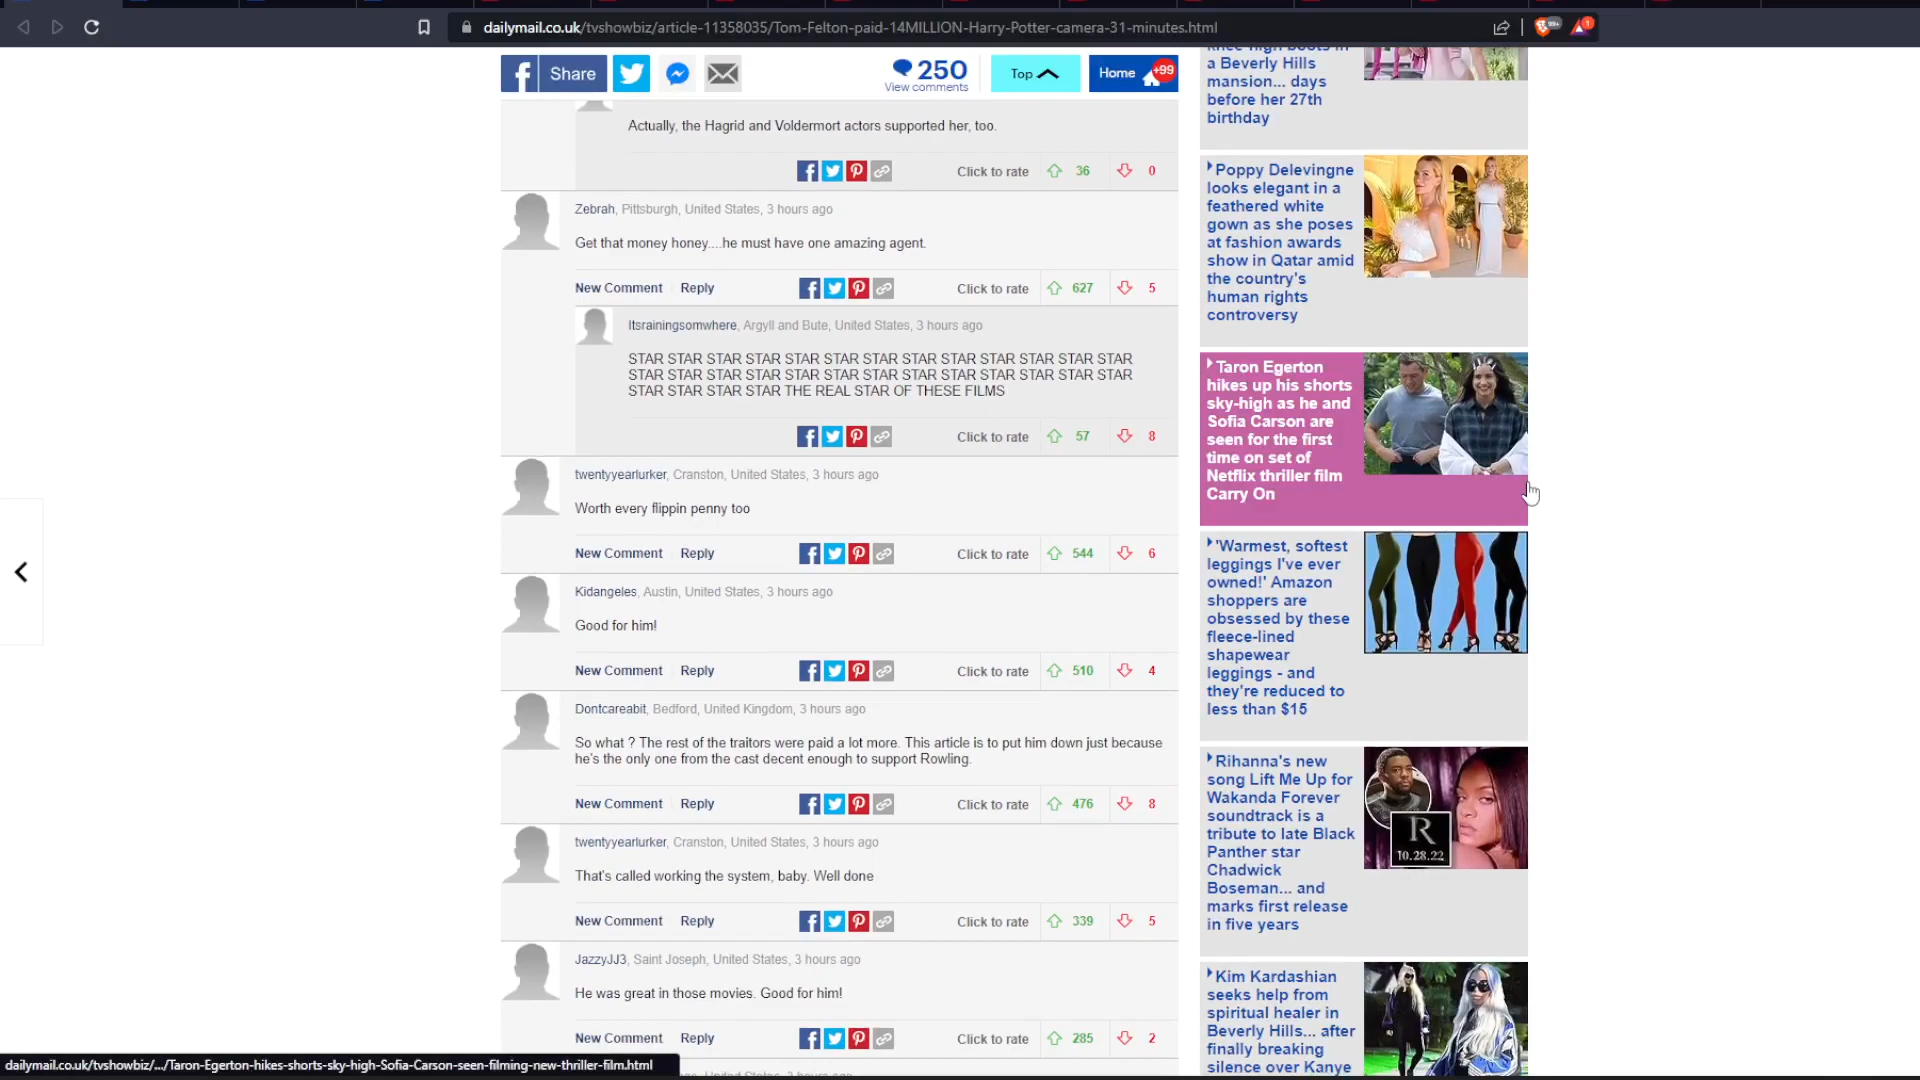 dailymail.co.uk/tvshowbiz/article-11358035/Tom-Felton-paid-14MILLION-Harry-Potter-camera-31-minutes.html
99+
1
Share
250
View comments
Top
Home
+99
Actually, the Hagrid and Voldermort actors supported her, too.
Click to rate 36 0
Zebrah, Pittsburgh, United States, 3 hours ago
Get that money honey....he must have one amazing agent.
New Comment Reply Click to rate 627 5
Itsrainingsomwhere, Argyll and Bute, United States, 3 hours ago
STAR STAR STAR STAR STAR STAR STAR STAR STAR STAR STAR STAR STAR
STAR STAR STAR STAR STAR STAR STAR STAR STAR STAR STAR STAR STAR
STAR STAR STAR STAR THE REAL STAR OF THESE FILMS
Click to rate 57 8
twentyyearlurker, Cranston, United States, 3 hours ago
Worth every flippin penny too
New Comment Reply Click to rate 544 6
Kidangeles, Austin, United States, 3 hours ago
Good for him!
New Comment Reply Click to rate 510 4
Dontcareabit, Bedford, United Kingdom, 3 hours ago
So what ? The rest of the traitors were paid a lot more. This article is to put him down just because
he's the only one from the cast decent enough to support Rowling.
New Comment Reply Click to rate 476 8
twentyyearlurker, Cranston, United States, 3 hours ago
That's called working the system, baby. Well done
New Comment Reply Click to rate 339 5
JazzyJJ3, Saint Joseph, United States, 3 hours ago
He was great in those movies. Good for him!
New Comment Reply Click to rate 285 2
knee-high boots in
a Beverly Hills
mansion... days
before her 27th
birthday
Poppy Delevingne
looks elegant in a
feathered white
gown as she poses
at fashion awards
show in Qatar amid
the country's
human rights
controversy
Taron Egerton
hikes up his shorts
sky-high as he and
Sofia Carson are
seen for the first
time on set of
Netflix thriller film
Carry On
'Warmest, softest
leggings I've ever
owned!' Amazon
shoppers are
obsessed by these
fleece-lined
shapewear
leggings - and
they're reduced to
less than $15
Rihanna's new
song Lift Me Up for
Wakanda Forever
soundtrack is a
tribute to late Black
Panther star
Chadwick
Boseman... and
marks first release
in five years
R
10.28.22
Kim Kardashian
seeks help from
spiritual healer in
Beverly Hills... after
finally breaking
silence over Kanye
dailymail.co.uk/tvshowbiz/.../Taron-Egerton-hikes-shorts-sky-high-Sofia-Carson-seen-filming-new-thriller-film.html